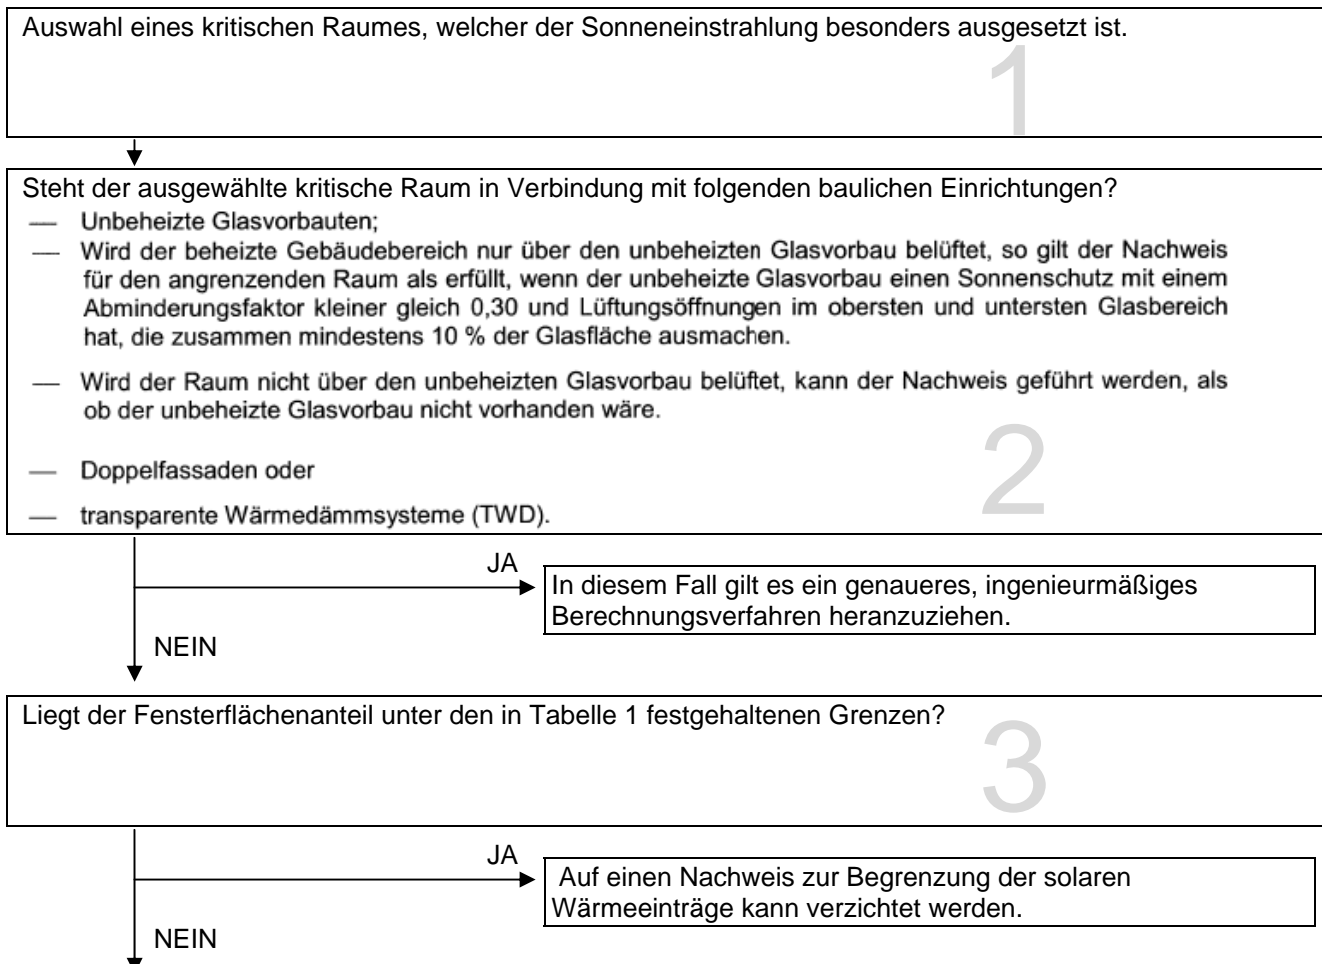 Auswahl eines kritischen Raumes, welcher der Sonneneinstrahlung besonders ausgesetzt ist.
1
Steht der ausgewählte kritische Raum in Verbindung mit folgenden baulichen Einrichtungen?
— Unbeheizte Glasvorbauten;
— Wird der beheizte Gebäudebereich nur über den unbeheizten Glasvorbau belüftet, so gilt der Nachweis
für den angrenzenden Raum als erfüllt, wenn der unbeheizte Glasvorbau einen Sonnenschutz mit einem
Abminderungsfaktor kleiner gleich 0,30 und Lüftungsöffnungen im obersten und untersten Glasbereich
hat, die zusammen mindestens 10 % der Glasfläche ausmachen.
— Wird der Raum nicht über den unbeheizten Glasvorbau belüftet, kann der Nachweis geführt werden, als
ob der unbeheizte Glasvorbau nicht vorhanden wäre.
2
— Doppelfassaden oder
— transparente Wärmedämmsysteme (TWD).
JA
In diesem Fall gilt es ein genaueres, ingenieurmäßiges
Berechnungsverfahren heranzuziehen.
NEIN
Liegt der Fensterflächenanteil unter den in Tabelle 1 festgehaltenen Grenzen?
3
JA
Auf einen Nachweis zur Begrenzung der solaren
Wärmeeinträge kann verzichtet werden.
NEIN